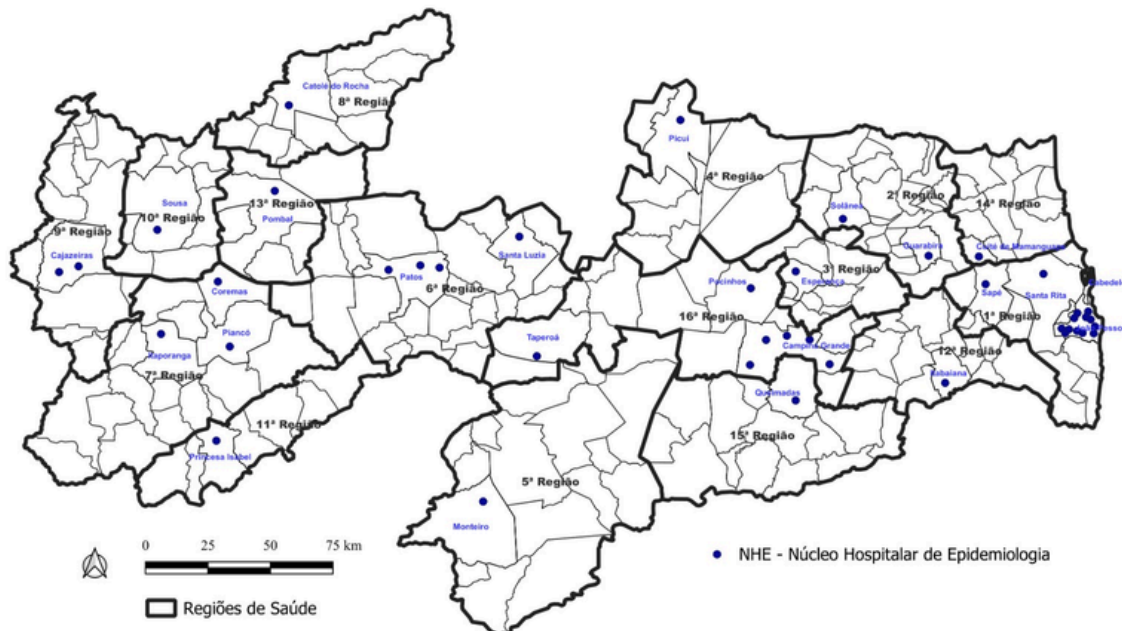 Catolé do Rocha
8ª Região
Picuí
4ª Região
Sousa
10ª Região
13ª Região
Pombal
Solânea
2ª Região
14ª Região
9ª Região
Cajazeiras
Santa Luzia
Guarabira
Cuité de Mamanguape
Patos
6ª Região
Coremas
Pocinhos
Esperança
3ª Região
Sapé
Santa Rita
Cabedelo
16ª Região
1ª Região
Piancó
Itaporanga
7ª Região
Taperoá
Campina Grande
12ª Região
Itabaiana
Queimadas
11ª Região
15ª Região
Princesa Isabel
5ª Região
Monteiro
0 25 50 75 km
NHE - Núcleo Hospitalar de Epidemiologia
Regiões de Saúde